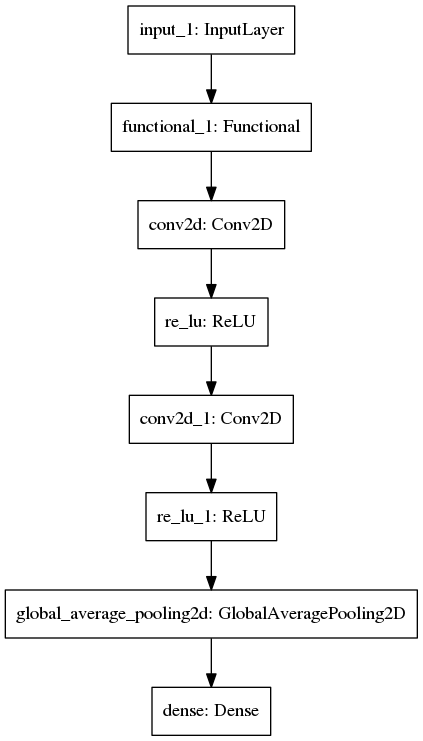 input_1: InputLayer
functional_1: Functional
conv2d: Conv2D
re_lu: ReLU
conv2d_1: Conv2D
re_lu_1: ReLU
global_average_pooling2d: GlobalAveragePooling2D
dense: Dense